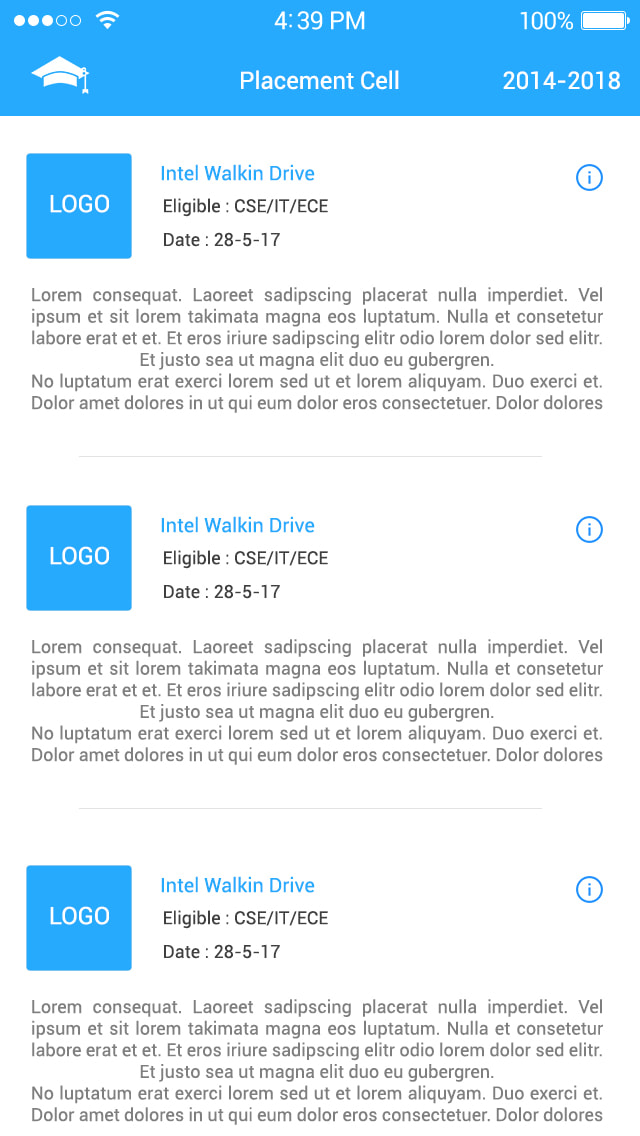 4:39 PM 100%
Placement Cell 2014-2018
LOGO
Intel Walkin Drive
Eligible : CSE/IT/ECE
Date : 28-5-17
Lorem consequat. Laoreet sadipscing placerat nulla imperdiet. Vel
ipsum et sit lorem takimata magna eos luptatum. Nulla et consetetur
labore erat et et. Et eros iriure sadipscing elitr odio lorem dolor sed elitr.
Et justo sea ut magna elit duo eu gubergren.
No luptatum erat exerci lorem sed ut et lorem aliquyam. Duo exerci et.
Dolor amet dolores in ut qui eum dolor eros consectetuer. Dolor dolores
LOGO
Intel Walkin Drive
Eligible : CSE/IT/ECE
Date : 28-5-17
Lorem consequat. Laoreet sadipscing placerat nulla imperdiet. Vel
ipsum et sit lorem takimata magna eos luptatum. Nulla et consetetur
labore erat et et. Et eros iriure sadipscing elitr odio lorem dolor sed elitr.
Et justo sea ut magna elit duo eu gubergren.
No luptatum erat exerci lorem sed ut et lorem aliquyam. Duo exerci et.
Dolor amet dolores in ut qui eum dolor eros consectetuer. Dolor dolores
LOGO
Intel Walkin Drive
Eligible : CSE/IT/ECE
Date : 28-5-17
Lorem consequat. Laoreet sadipscing placerat nulla imperdiet. Vel
ipsum et sit lorem takimata magna eos luptatum. Nulla et consetetur
labore erat et et. Et eros iriure sadipscing elitr odio lorem dolor sed elitr.
Et justo sea ut magna elit duo eu gubergren.
No luptatum erat exerci lorem sed ut et lorem aliquyam. Duo exerci et.
Dolor amet dolores in ut qui eum dolor eros consectetuer. Dolor dolores